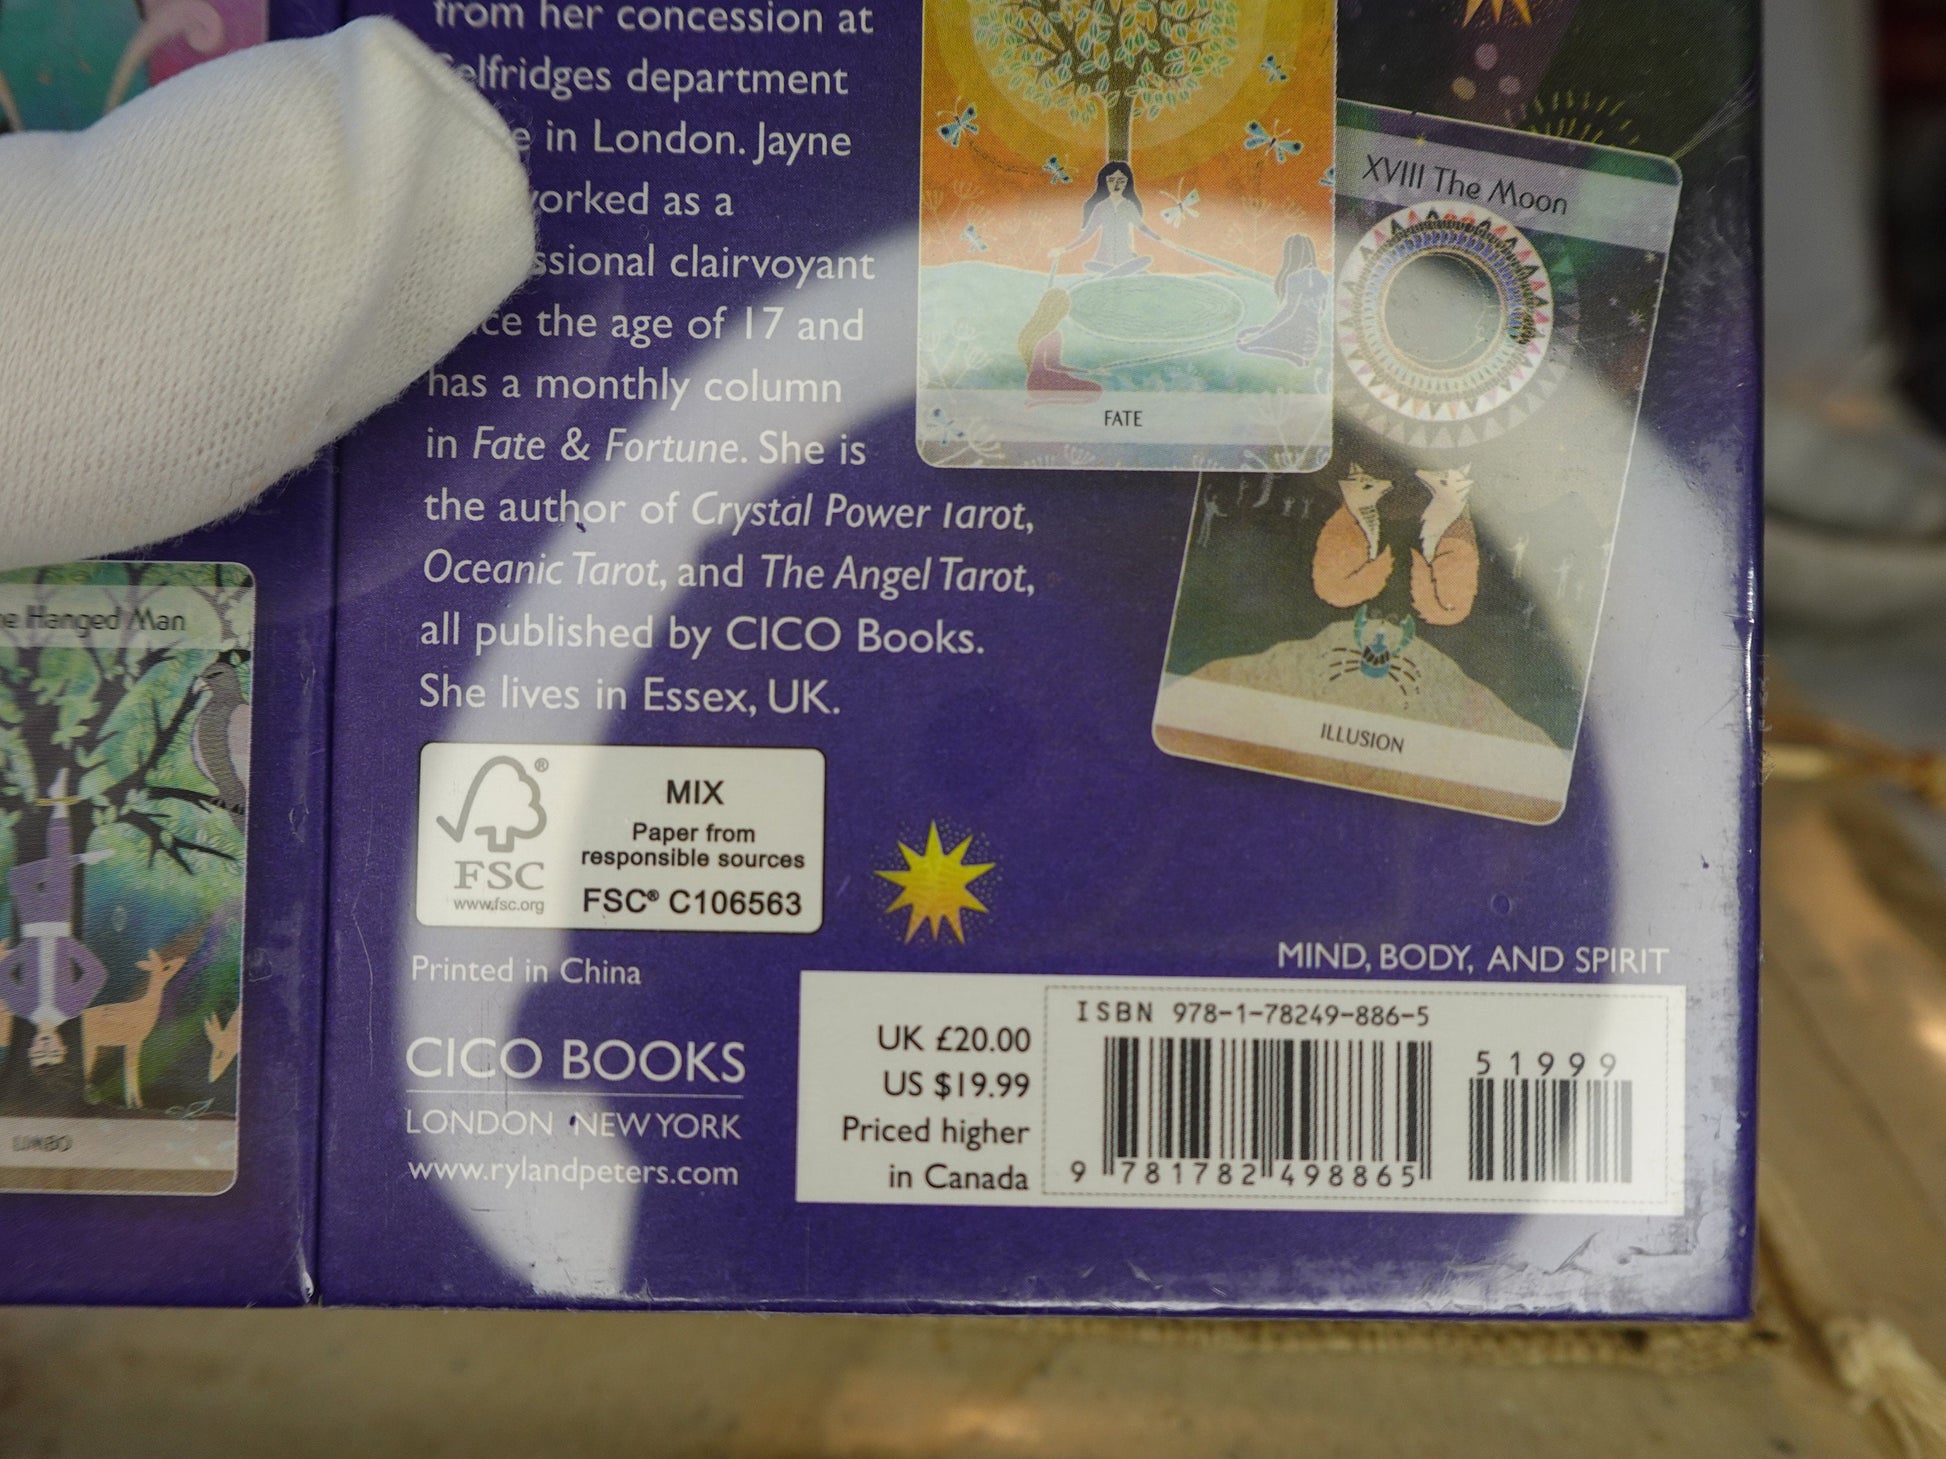 from her concession at
department
in London. Jayne
as a
clairvoyant
the age of 17 and
has a monthly column
in Fate & Fortune. She is
the author of Crystal Power Tarot,
Oceanic Tarot, and The Angel Tarot,
all published by CICO Books.
She lives in Essex, UK.
FATE
XVIII The Moon
ILLUSION
Hanged Man
FSC®
www.fsc.org
MIX
Paper from
responsible sources
FSC® C106563
Printed in China
CICO BOOKS
LONDON NEW YORK
www.rylandpeters.com
MIND, BODY, AND SPIRIT
UK £20.00
US $19.99
Priced higher
in Canada
ISBN 978-1-78249-886-5
51999
9 781782 498865